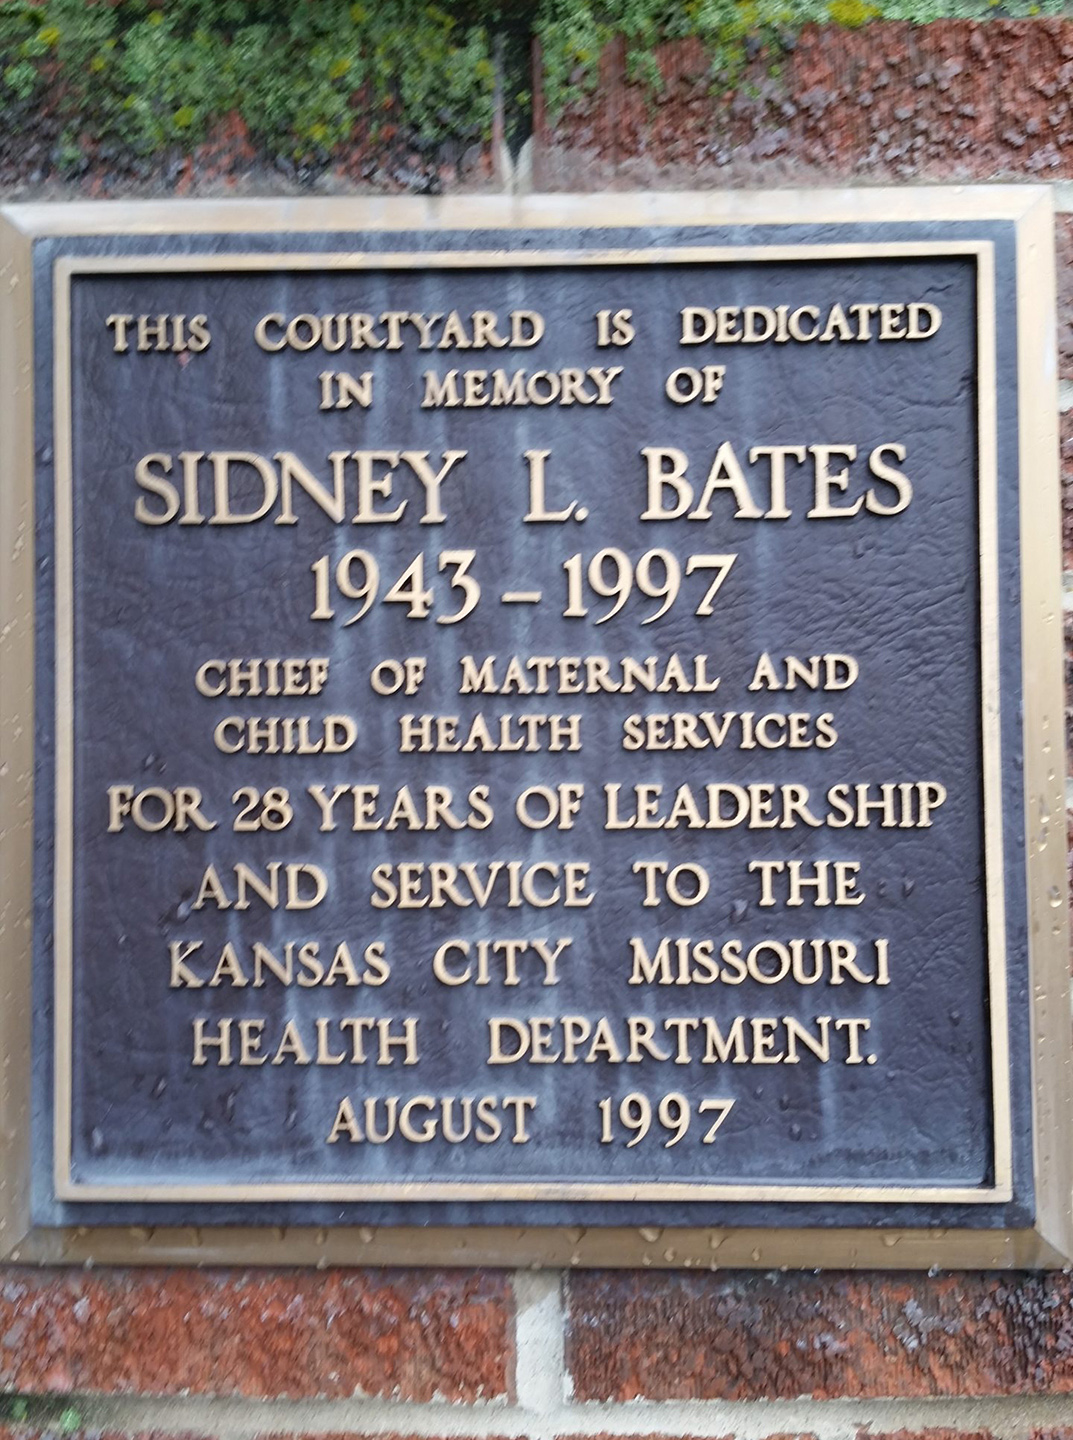 THIS COURTYARD IS DEDICATED
IN MEMORY OF
SIDNEY L. BATES
1943 – 1997
CHIEF OF MATERNAL AND
CHILD HEALTH SERVICES
FOR 28 YEARS OF LEADERSHIP
AND SERVICE TO THE
KANSAS CITY MISSOURI
HEALTH DEPARTMENT.
AUGUST 1997